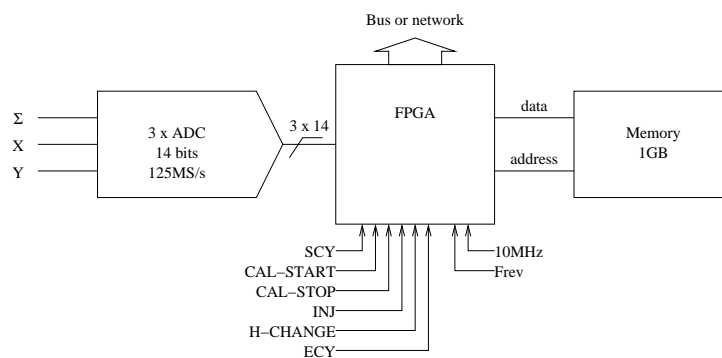 Bus or network
Σ
X
Y
3 x ADC
14 bits
125MS/s
3 x 14
FPGA
data
address
Memory
1GB
SCY
CAL−START
CAL−STOP
INJ
H−CHANGE
ECY
10MHz
Frev